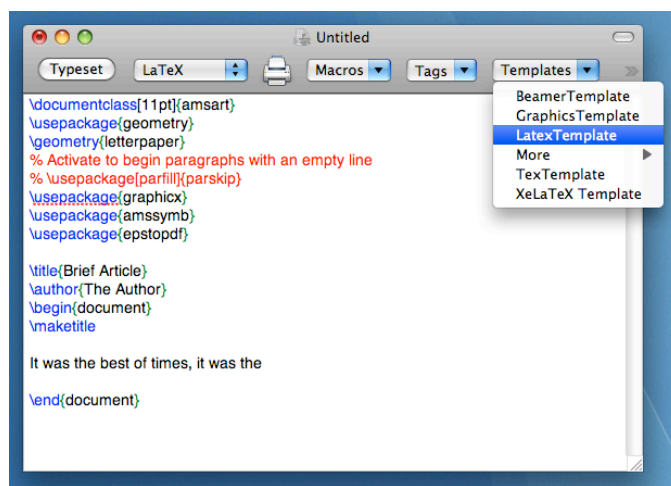 Untitled
Typeset LaTeX Macros Tags Templates
BeamerTemplate
GraphicsTemplate
LatexTemplate
More
TexTemplate
XeLaTeX Template
\documentclass[11pt]{amsart}
\usepackage{geometry}
\geometry{letterpaper}
% Activate to begin paragraphs with an empty line
% \usepackage[parfill]{parskip}
\usepackage{graphicx}
\usepackage{amssymb}
\usepackage{epstopdf}
\title{Brief Article}
\author{The Author}
\begin{document}
\maketitle
It was the best of times, it was the
\end{document}